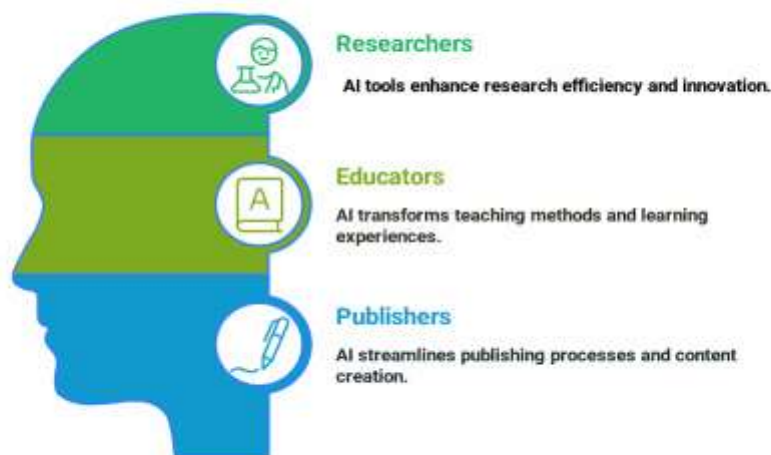 Researchers
AI tools enhance research efficiency and innovation.
A
Educators
AI transforms teaching methods and learning
experiences.
Publishers
AI streamlines publishing processes and content
creation.